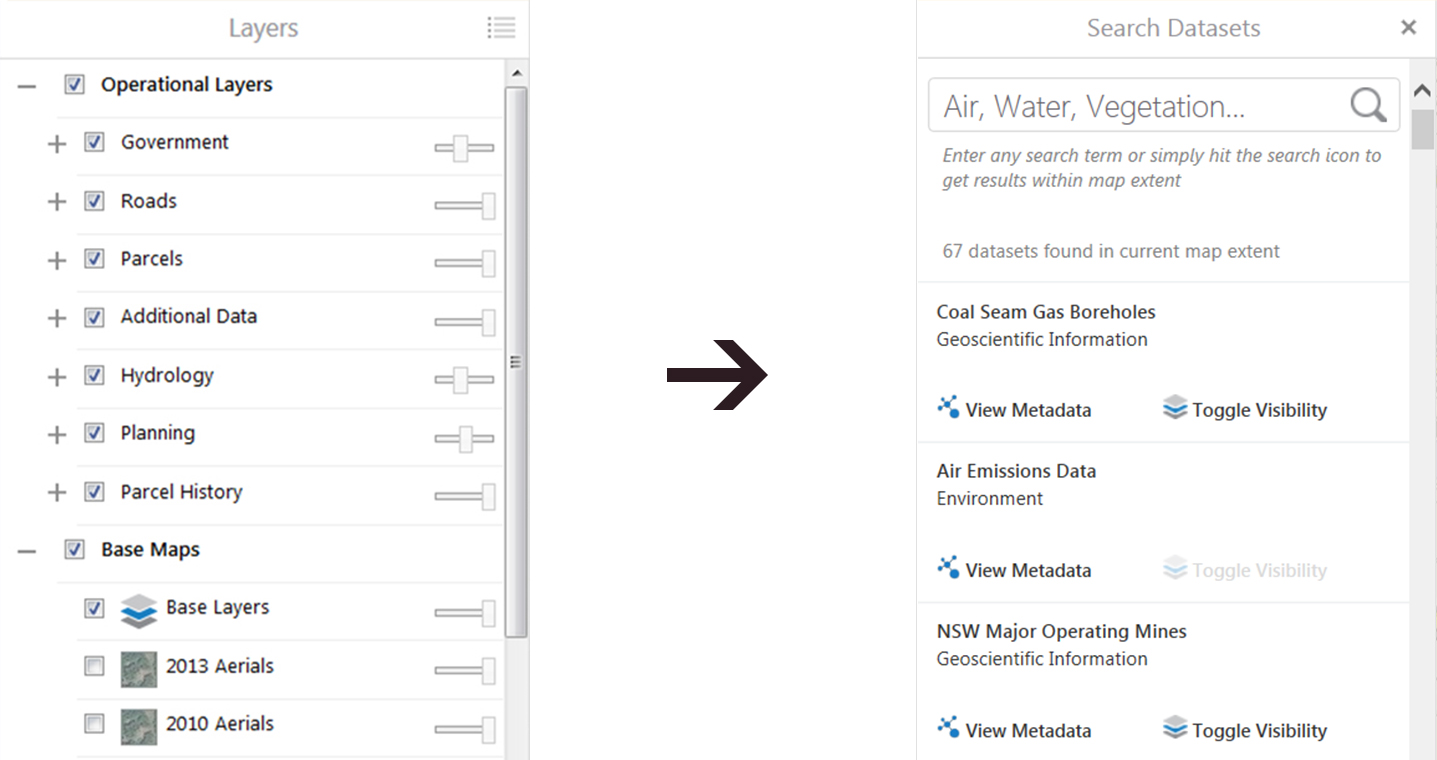 Layers
Operational Layers
Government
Roads
Parcels
Additional Data
Hydrology
Planning
Parcel History
Base Maps
Base Layers
2013 Aerials
2010 Aerials
Search Datasets
Air, Water, Vegetation...
Enter any search term or simply hit the search icon to
get results within map extent
67 datasets found in current map extent
Coal Seam Gas Boreholes
Geoscientific Information
View Metadata Toggle Visibility
Air Emissions Data
Environment
View Metadata Toggle Visibility
NSW Major Operating Mines
Geoscientific Information
View Metadata Toggle Visibility